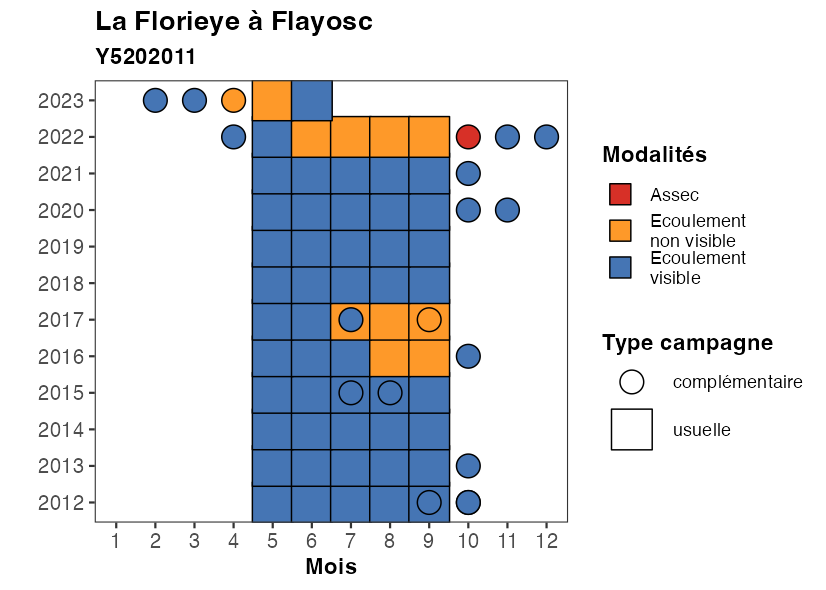 La Florieye à Flayosc
Y5202011
2023
2022
2021
2020
2019
2018
2017
2016
2015
2014
2013
2012
1 2 3 4 5 6 7 8 9 10 11 12
Mois
Modalités
Assec
Ecoulement
non visible
Ecoulement
visible
Type campagne
complémentaire
usuelle